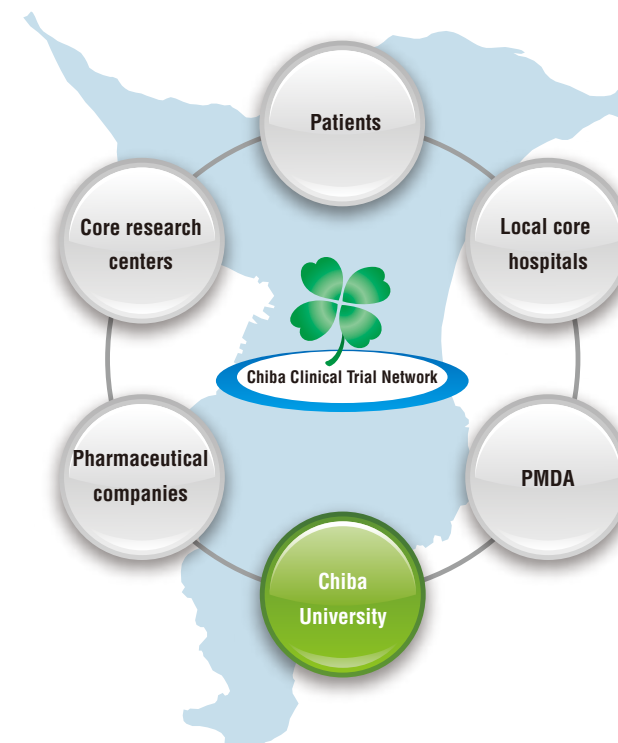 Patients
Core research
centers
Local core
hospitals
Chiba Clinical Trial Network
Pharmaceutical
companies
PMDA
Chiba
University